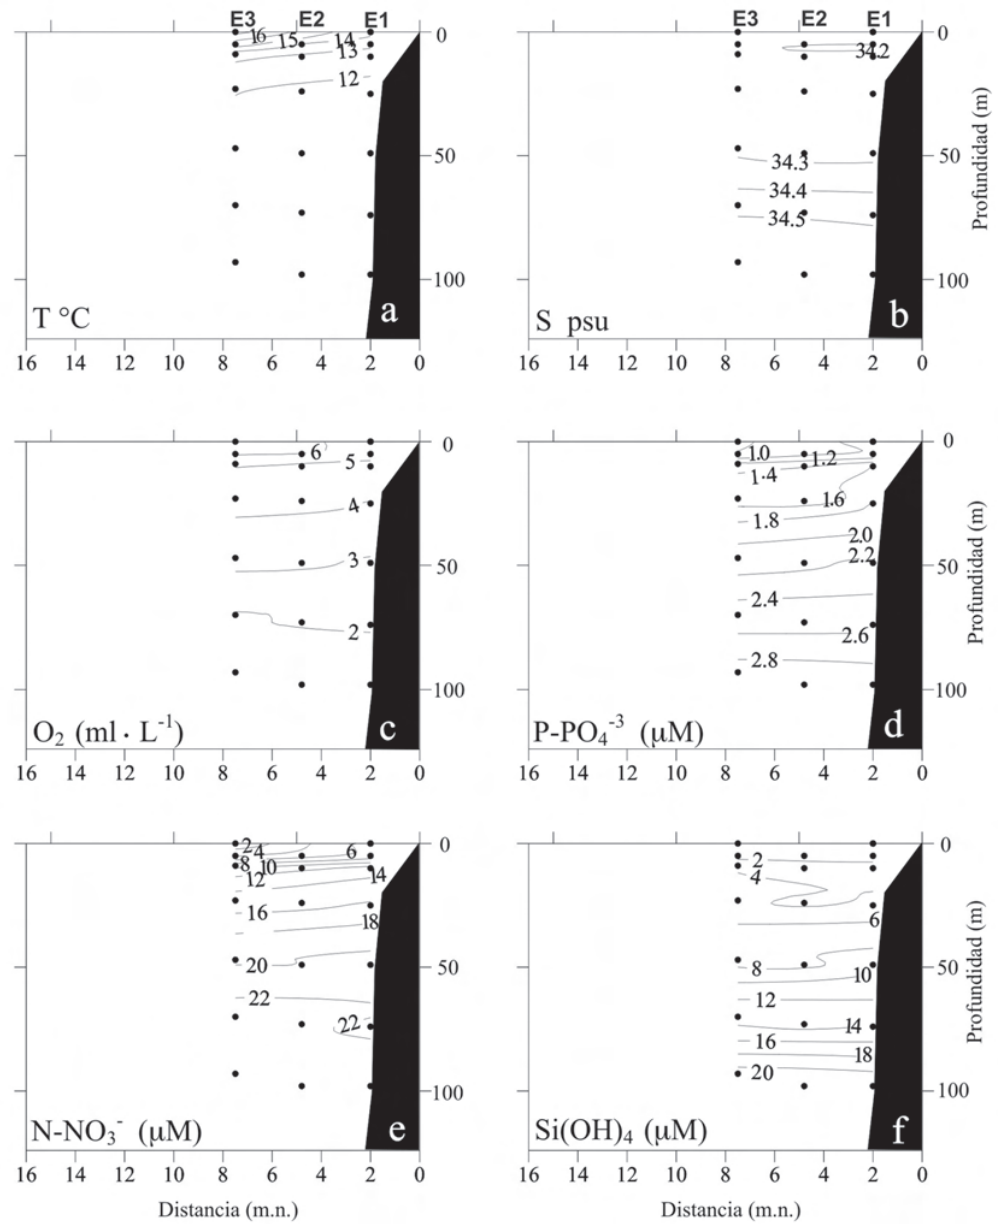 E3 E2 E1
16 15 14 0
13
12
50
100
T °C a
16 14 12 10 8 6 4 2 0
E3 E2 E1
34.2 0
34.3 50
34.4
34.5
100
S psu b
16 14 12 10 8 6 4 2 0
Profundidad (m)
6 0
5
4
3 50
2
100
O₂ (ml · L⁻¹) c
16 14 12 10 8 6 4 2 0
1.0 1.2 0
1.4
1.6
1.8
2.0
2.2 50
2.4
2.6
2.8 100
P-PO₄⁻³ (μM) d
16 14 12 10 8 6 4 2 0
Profundidad (m)
2 4 6 0
8 10
12 14
16 18
20 50
22
22
100
N-NO₃⁻ (μM) e
16 14 12 10 8 6 4 2 0
Distancia (m.n.)
2 0
4
6
8 10 50
12
14
16
18
20 100
Si(OH)₄ (μM) f
16 14 12 10 8 6 4 2 0
Distancia (m.n.)
Profundidad (m)